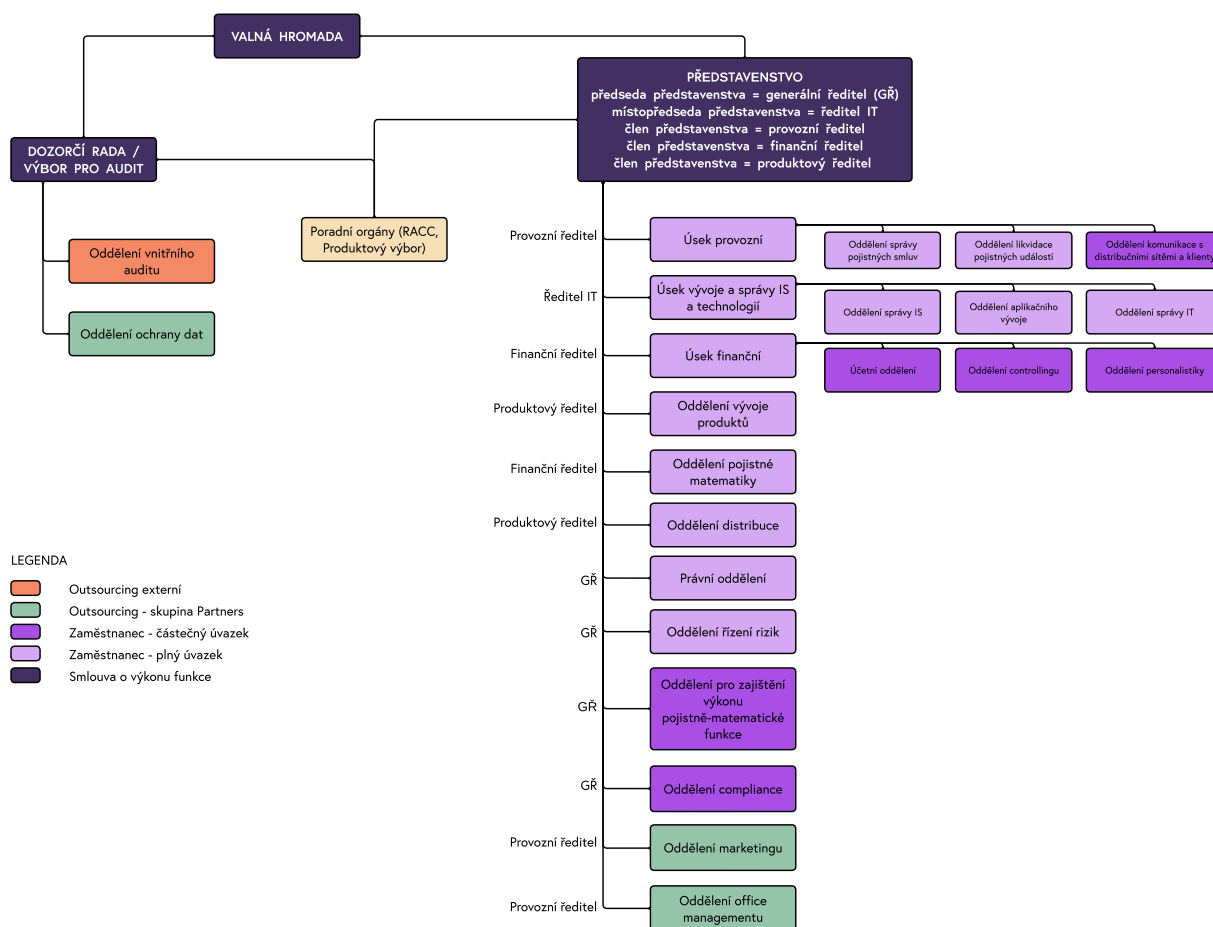 VALNÁ HROMADA
PŘEDSTAVENSTVO
předseda představenstva = generální ředitel (GŘ)
místopředseda představenstva = ředitel IT
člen představenstva = provozní ředitel
člen představenstva = finanční ředitel
člen představenstva = produktový ředitel
DOZORČÍ RADA /
VÝBOR PRO AUDIT
Poradní orgány (RACC,
Produktový výbor)
Oddělení vnitřního
auditu
Oddělení ochrany dat
Provozní ředitel
Úsek provozní
Oddělení správy
pojistných smluv
Oddělení likvidace
pojistných událostí
Oddělení komunikace s
distribučními sítěmi a klienty
Ředitel IT
Úsek vývoje a správy IS
a technologií
Oddělení správy IS
Oddělení aplikačního
vývoje
Oddělení správy IT
Finanční ředitel
Úsek finanční
Účetní oddělení
Oddělení controllingu
Oddělení personalistiky
Produktový ředitel
Oddělení vývoje
produktů
Finanční ředitel
Oddělení pojistné
matematiky
Produktový ředitel
Oddělení distribuce
GŘ
Právní oddělení
GŘ
Oddělení řízení rizik
GŘ
Oddělení pro zajištění
výkonu
pojistně-matematické
funkce
GŘ
Oddělení compliance
Provozní ředitel
Oddělení marketingu
Provozní ředitel
Oddělení office
managementu
LEGENDA
Outsourcing externí
Outsourcing - skupina Partners
Zaměstnanec - částečný úvazek
Zaměstnanec - plný úvazek
Smlouva o výkonu funkce